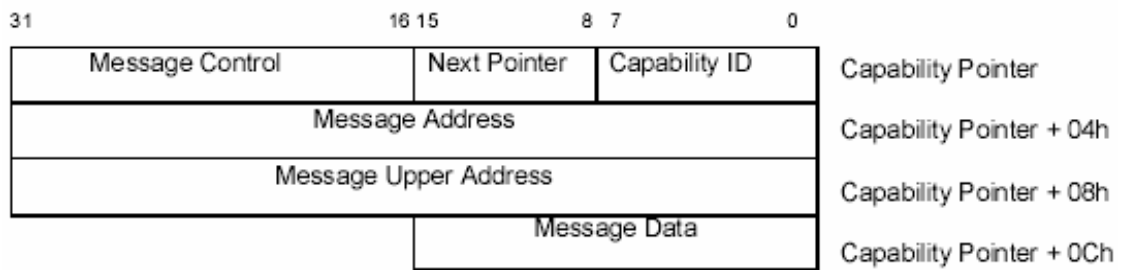 31 16 15 8 7 0
Message Control Next Pointer Capability ID Capability Pointer
Message Address Capability Pointer + 04h
Message Upper Address Capability Pointer + 08h
Message Data Capability Pointer + 0Ch